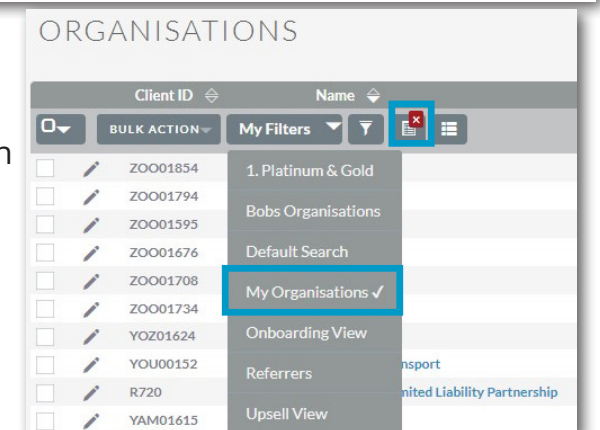 ORGANISATIONS
Client ID Name
BULK ACTION My Filters
n
ZOO01854
1. Platinum & Gold
ZOO01794
Bobs Organisations
ZOO01595
Default Search
ZOO01676
ZOO01708
My Organisations ✓
ZOO01734
Onboarding View
YOZ01624
YOU00152 nsport
Referrers
R720 nited Liability Partnership
Upsell View
YAM01615